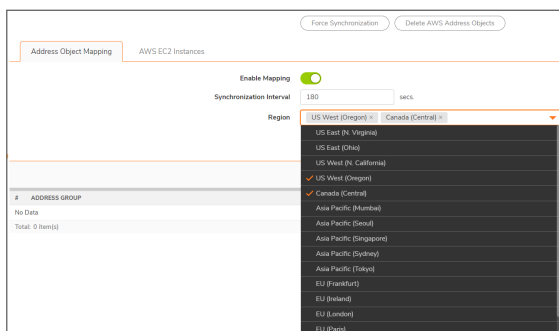 Force Synchronization Delete AWS Address Objects
Address Object Mapping AWS EC2 Instances
Enable Mapping
Synchronization Interval 180 secs
Region US West (Oregon) × Canada (Central) ×
US East (N. Virginia)
US East (Ohio)
US West (N. California)
US West (Oregon)
Canada (Central)
# ADDRESS GROUP
Asia Pacific (Mumbai)
No Data
Asia Pacific (Seoul)
Total: 0 item(s)
Asia Pacific (Singapore)
Asia Pacific (Sydney)
Asia Pacific (Tokyo)
EU (Frankfurt)
EU (Ireland)
EU (London)
EU (Paris)